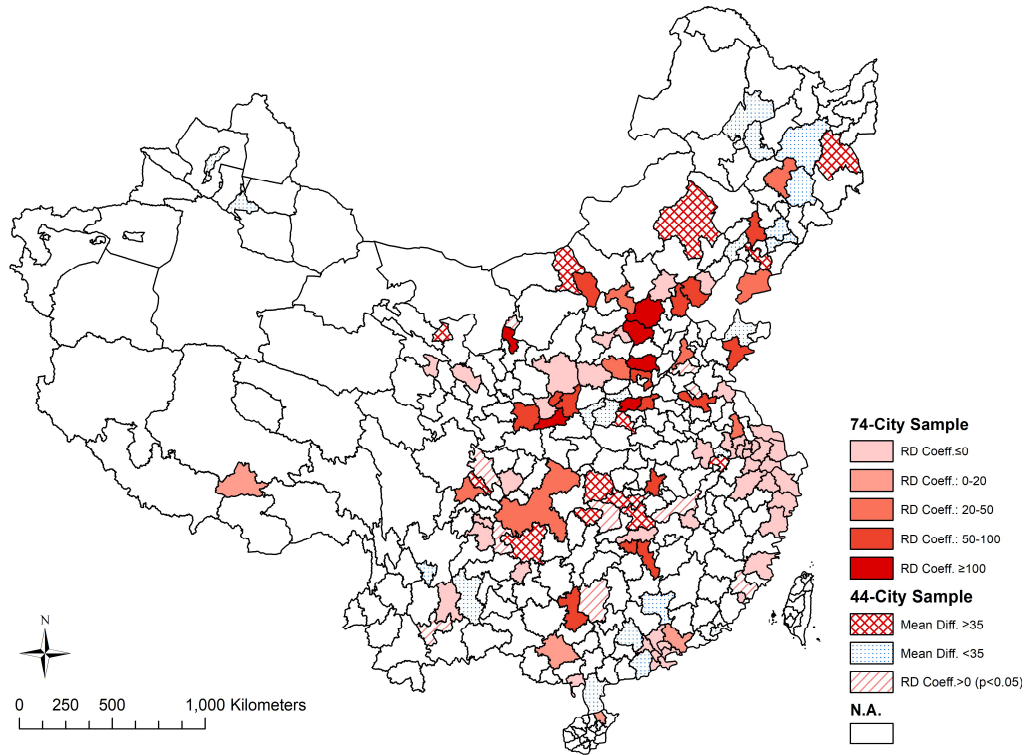 74-City Sample
RD Coeff.≤0
RD Coeff.: 0-20
RD Coeff.: 20-50
RD Coeff.: 50-100
RD Coeff. ≥100
44-City Sample
Mean Diff. >35
Mean Diff. <35
RD Coeff.>0 (p<0.05)
N.A.
N
0 250 500 1,000 Kilometers